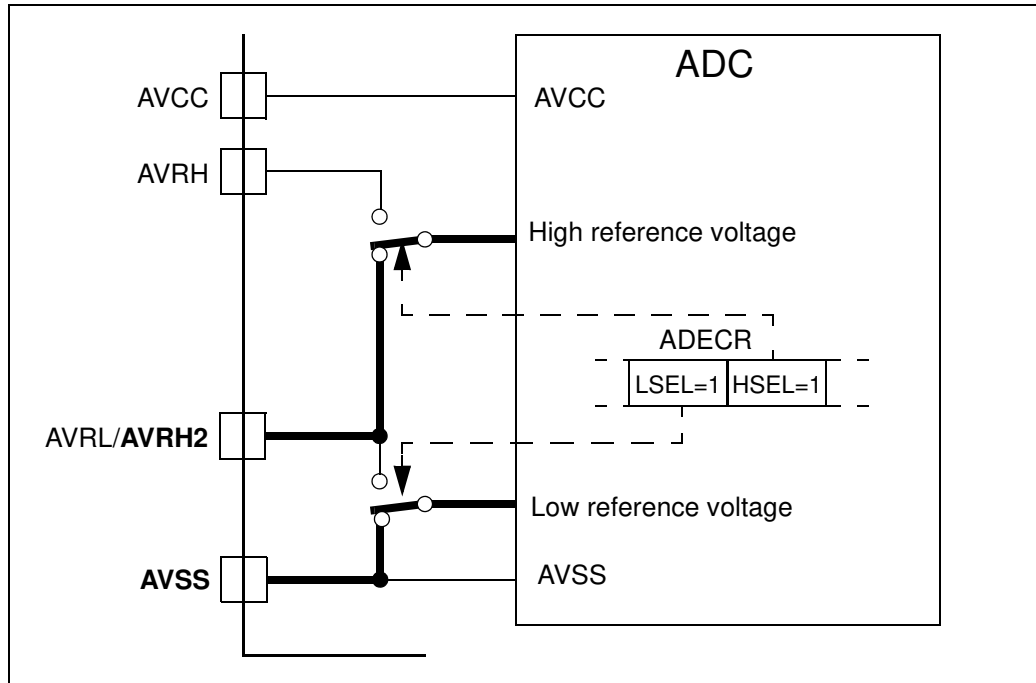 ADC
AVCC
AVCC
AVRH
High reference voltage
ADECR
LSEL=1 HSEL=1
AVRL/AVRH2
Low reference voltage
AVSS
AVSS